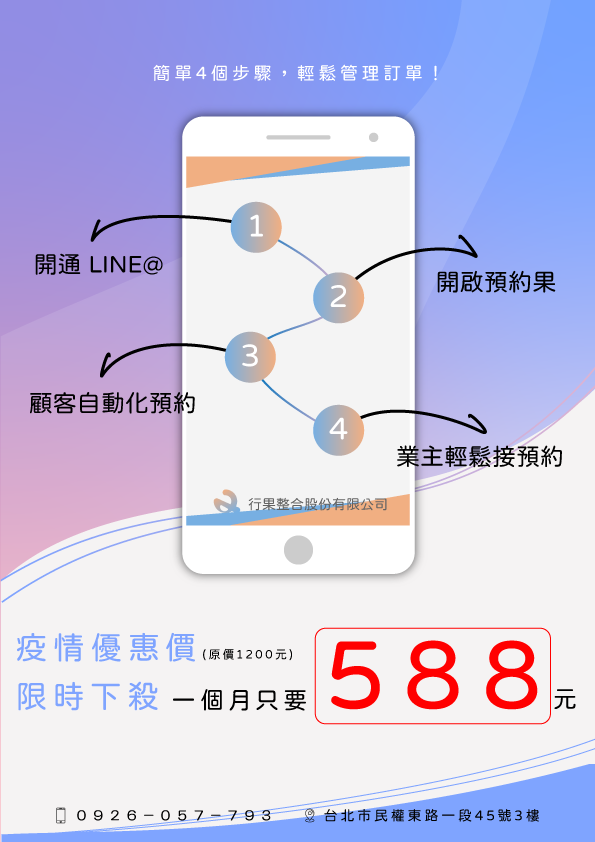 簡單4個步驟，輕鬆管理訂單！
1
開通 LINE@
2
開啟預約果
3
顧客自動化預約
4
業主輕鬆接預約
行果整合股份有限公司
疫情優惠價(原價1200元)
限時下殺 一個月只要 588元
0926－057－793 台北市民權東路一段45號3樓